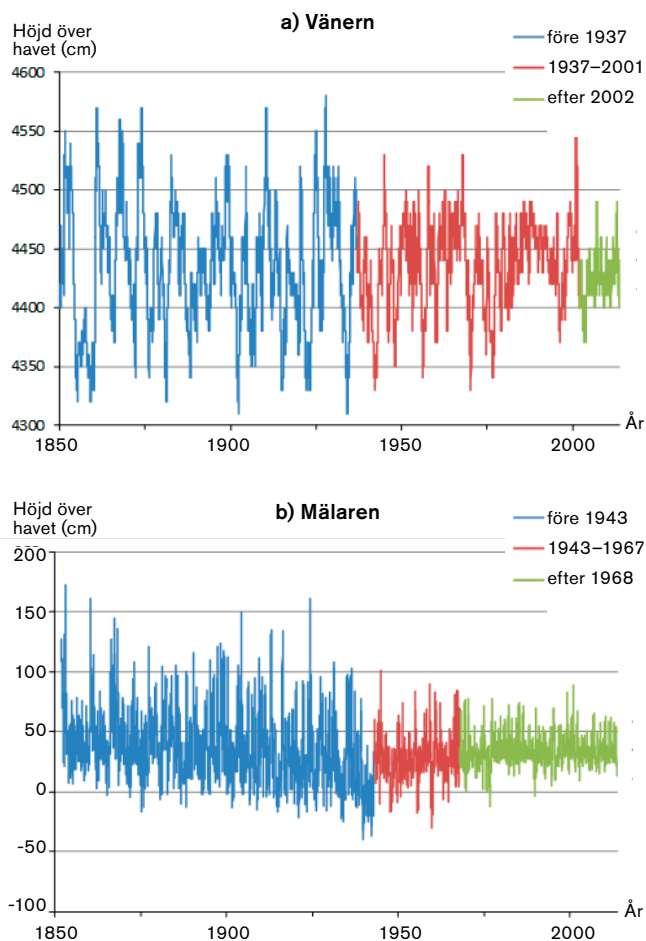 a) Vänern
Höjd över
havet (cm)
före 1937
1937–2001
efter 2002
4600
4550
4500
4450
4400
4350
4300
1850
1900
1950
2000
År
b) Mälaren
Höjd över
havet (cm)
före 1943
1943–1967
efter 1968
200
150
100
50
0
-50
-100
1850
1900
1950
2000
År